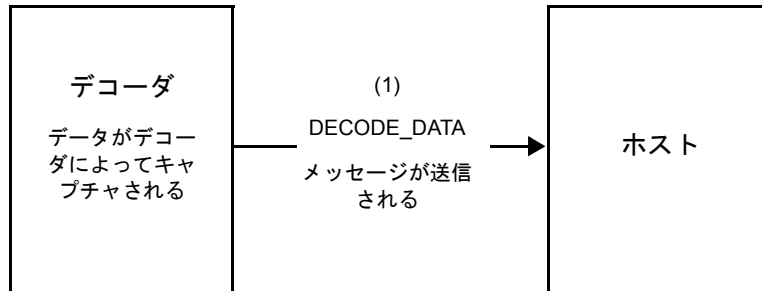 デコーダ
データがデコー
ダによってキャ
プチャされる
(1)
DECODE_DATA
メッセージが送信
される
ホスト